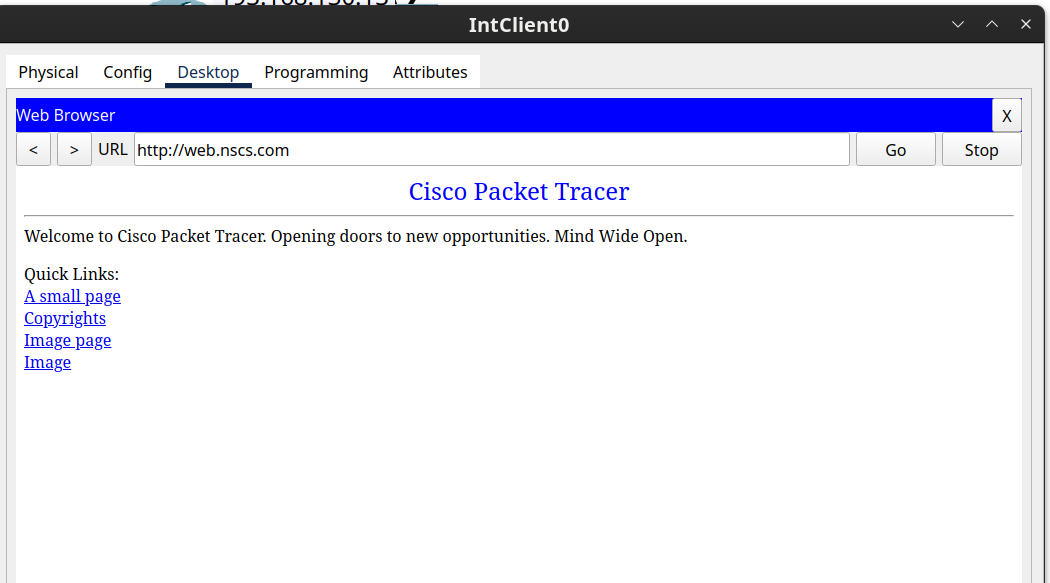 IntClient0
Physical Config Desktop Programming Attributes
Web Browser X
< > URL http://web.nscs.com Go Stop
Cisco Packet Tracer
Welcome to Cisco Packet Tracer. Opening doors to new opportunities. Mind Wide Open.
Quick Links:
A small page
Copyrights
Image page
Image